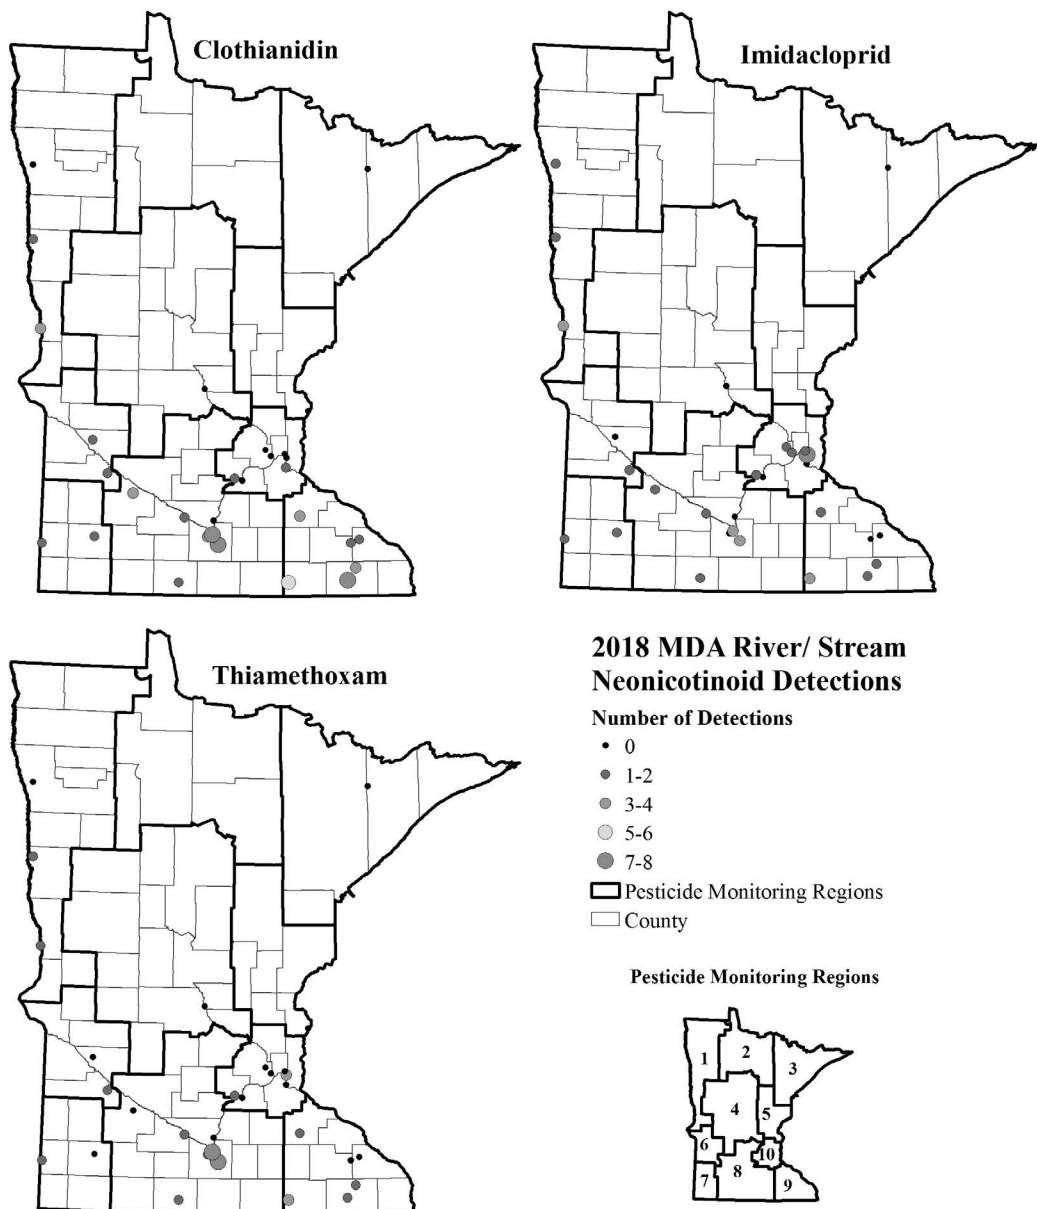 Clothianidin
Imidacloprid
Thiamethoxam
2018 MDA River/ Stream
Neonicotinoid Detections
Number of Detections
0
1-2
3-4
5-6
7-8
Pesticide Monitoring Regions
County
Pesticide Monitoring Regions
1
2
3
4
5
6
10
7
8
9